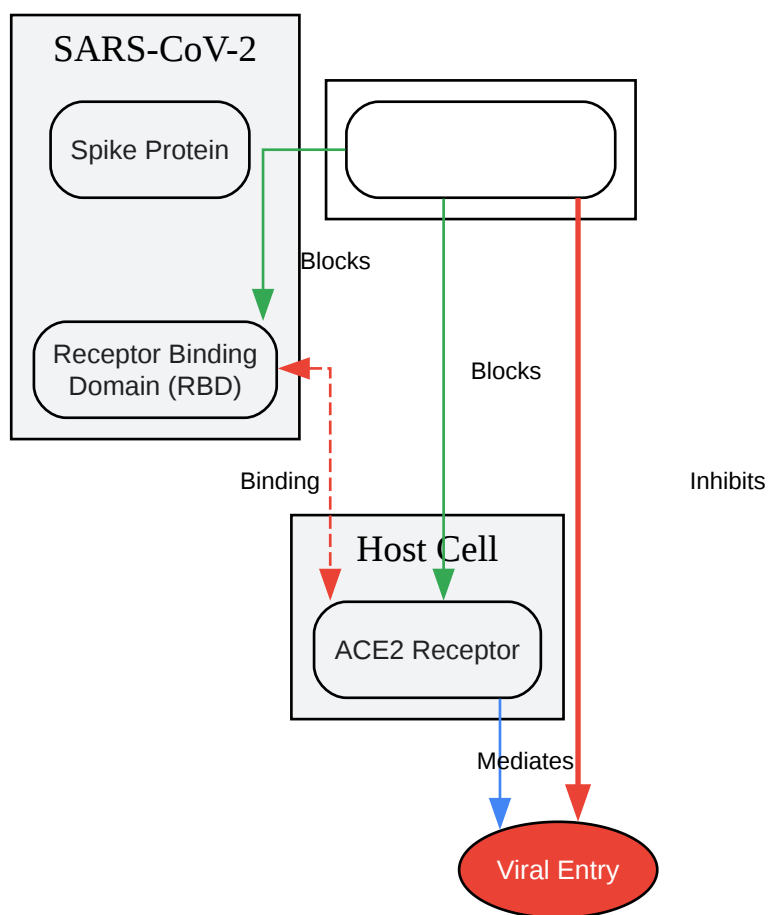 SARS-CoV-2
Spike Protein
Blocks
Receptor Binding
Domain (RBD)
Blocks
Binding
Inhibits
Host Cell
ACE2 Receptor
Mediates
Viral Entry